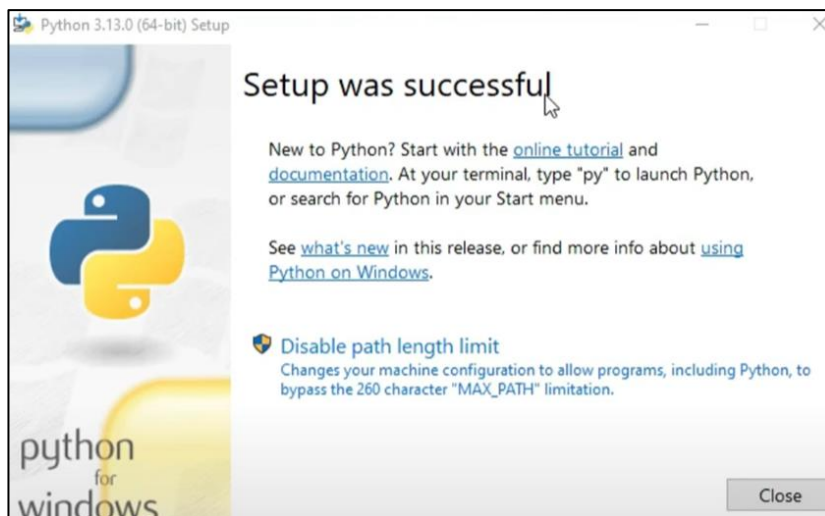 Python 3.13.0 (64-bit) Setup
Setup was successful
New to Python? Start with the online tutorial and
documentation. At your terminal, type "py" to launch Python,
or search for Python in your Start menu.
See what's new in this release, or find more info about using
Python on Windows.
Disable path length limit
Changes your machine configuration to allow programs, including Python, to
bypass the 260 character "MAX_PATH" limitation.
python
for
windows
Close